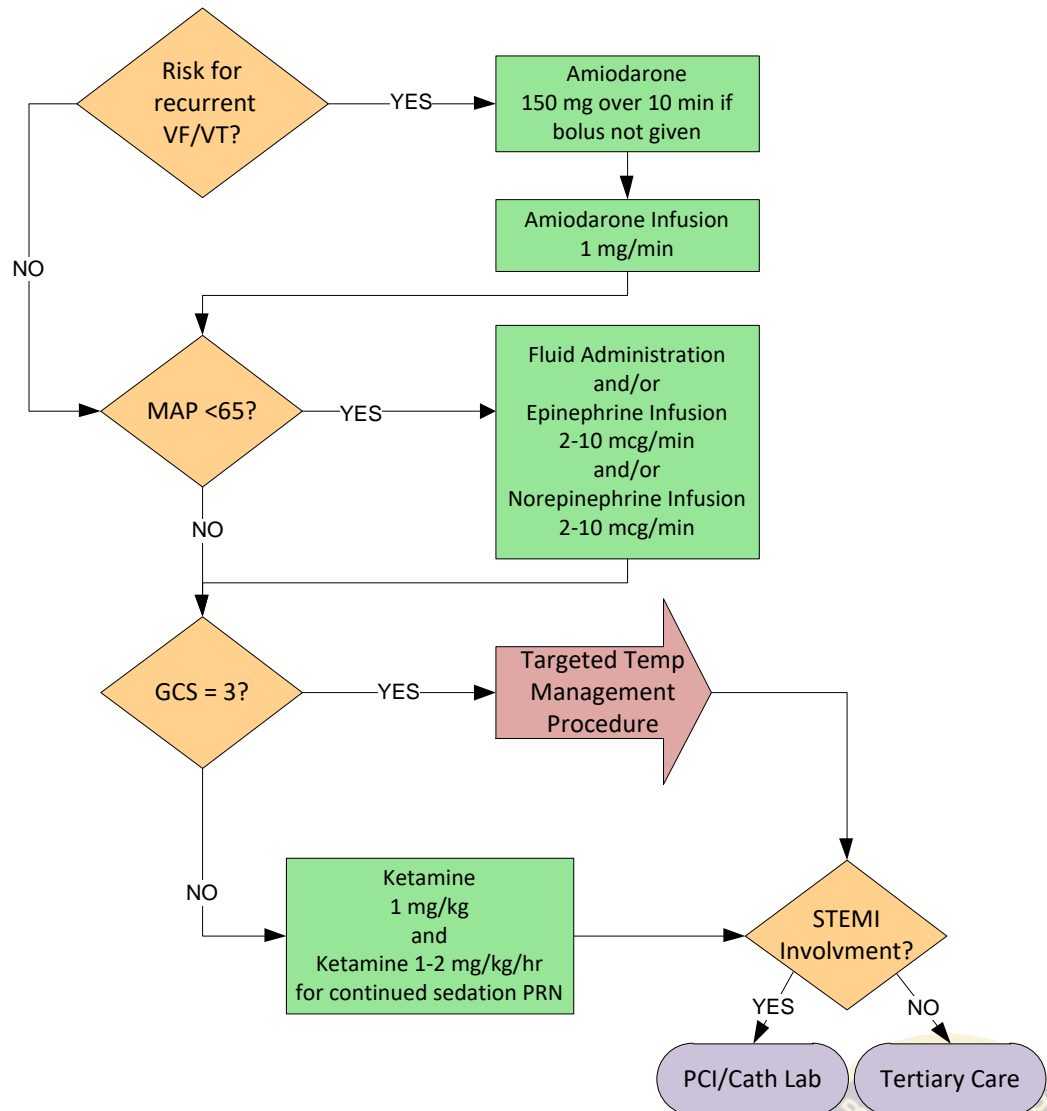 Risk for
recurrent
VF/VT?
YES
Amiodarone
150 mg over 10 min if
bolus not given
Amiodarone Infusion
1 mg/min
NO
MAP <65?
YES
Fluid Administration
and/or
Epinephrine Infusion
2-10 mcg/min
and/or
Norepinephrine Infusion
2-10 mcg/min
NO
GCS = 3?
YES
Targeted Temp
Management
Procedure
NO
Ketamine
1 mg/kg
and
Ketamine 1-2 mg/kg/hr
for continued sedation PRN
STEMI
Involvment?
YES
NO
PCI/Cath Lab
Tertiary Care